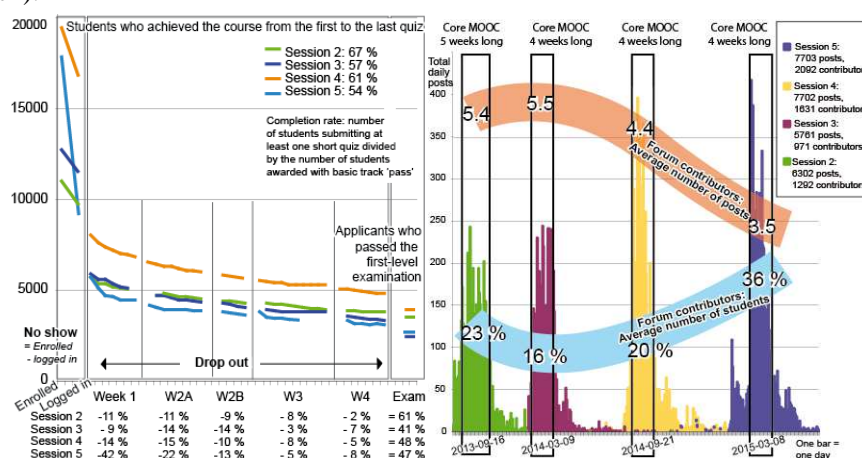 Students who achieved the course from the first to the last quiz
20000
15000
10000
5000
0
Session 2: 67 %
Session 3: 57 %
Session 4: 61 %
Session 5: 54 %
Completion rate: number
of students submitting at
least one short quiz divided
by the number of students
awarded with basic track 'pass'
Applicants who
passed the
first-level
examination
No show
= Enrolled
- logged in
Drop out
Enrolled
Logged in
Week 1 W2A W2B W3 W4 Exam
Session 2 -11 % -11 % -9 % - 8 % - 2 % = 61 %
Session 3 - 9 % -14 % -14 % -3 % -7 % = 41 %
Session 4 -14 % -15 % -10 % - 8 % - 5 % = 48 %
Session 5 -42 % -22 % -13 % - 5 % - 8 % = 47 %
Core MOOC
5 weeks long
Core MOOC
4 weeks long
Core MOOC
4 weeks long
Core MOOC
4 weeks long
Total
daily
posts
400
350
300
250
200
150
100
50
0
5.4
5.5
4.4
3.5
Forum contributors:
Average number of posts
23 %
16 %
20 %
36 %
Forum contributors:
Average number of students
Session 5:
7703 posts,
2092 contributor
Session 4:
7702 posts,
1631 contributor
Session 3:
5761 posts,
971 contributor
Session 2:
6302 posts,
1292 contributor
2013-09-16
2014-03-09
2014-09-21
2015-03-08
One bar =
one day